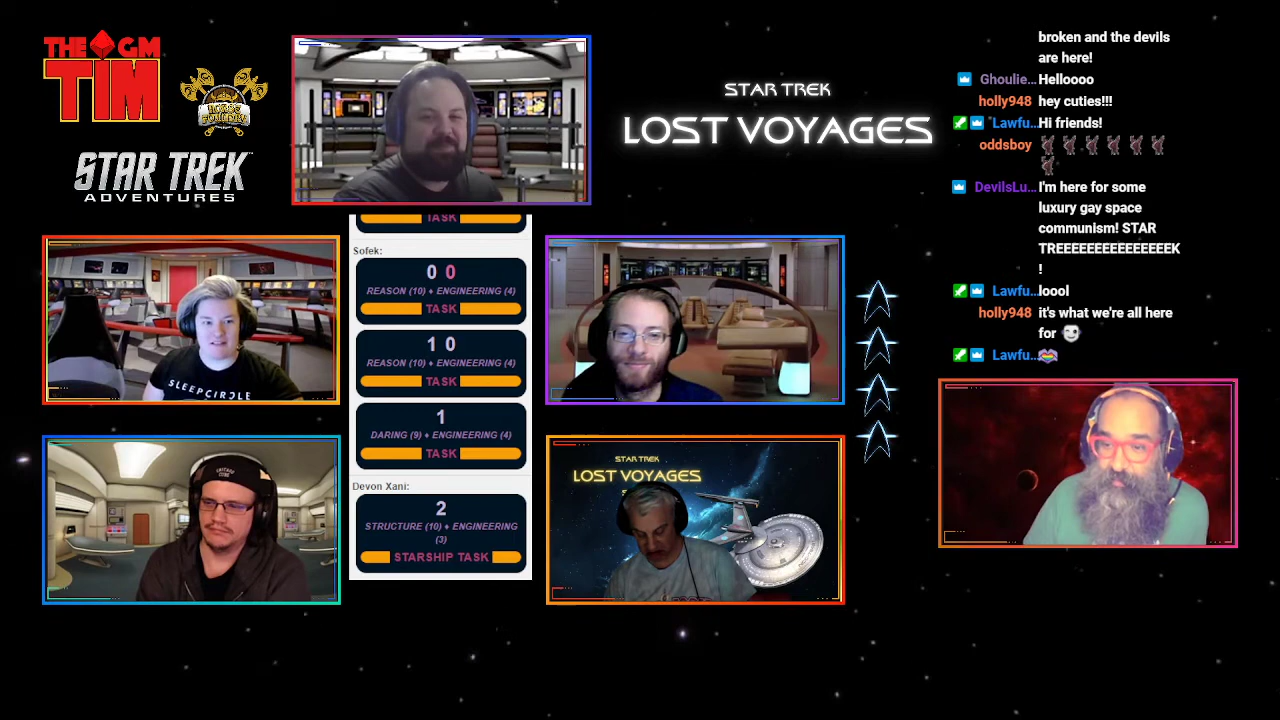 THE GM
TIM
STAR TREK
ADVENTURES
STAR TREK
LOST VOYAGES
broken and the devils
are here!
Ghoulie... Helloooo
holly948 hey cuties!!!
Lawfu... Hi friends!
oddsboy
DevilsLu... I'm here for some
luxury gay space
communism! STAR
TREEEEEEEEEEEEEEK
!
Lawfu... loool
holly948 it's what we're all here
for
Lawfu...
TASK
Sofek:
0 0
REASON (10) ♦ ENGINEERING (4)
TASK
1 0
REASON (10) ♦ ENGINEERING (4)
TASK
1
DARING (9) ♦ ENGINEERING (4)
TASK
Devon Xani:
2
STRUCTURE (10) ♦ ENGINEERING
(3)
STARSHIP TASK
SLEEPCIRCLE
STAR TREK
LOST VOYAGES